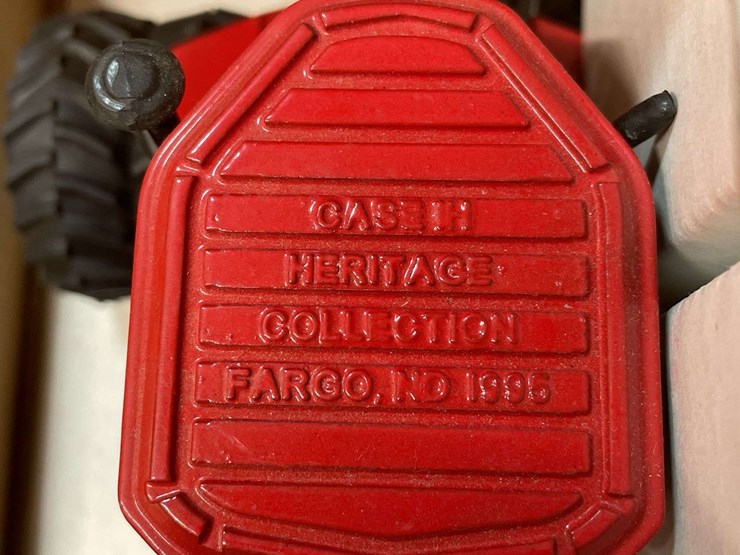 CASE IH
HERITAGE
COLLECTION
FARGO, ND 1996